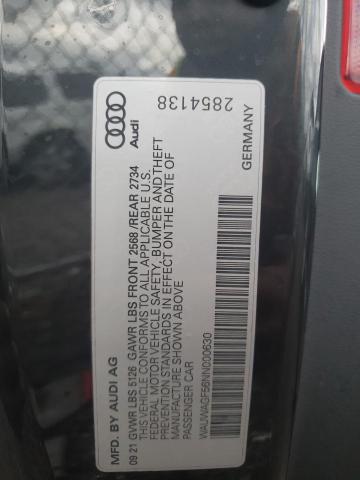 2854138
Audi
GERMANY
MFD. BY AUDI AG
09 21 GVWR LBS 5126 GAWR LBS FRONT 2568 /REAR 2734
THIS VEHICLE CONFORMS TO ALL APPLICABLE U.S.
FEDERAL MOTOR VEHICLE SAFETY, BUMPER AND THEFT
PREVENTION STANDARDS IN EFFECT ON THE DATE OF
MANUFACTURE SHOWN ABOVE
PASSENGER CAR
WAUWAGF56NN000630